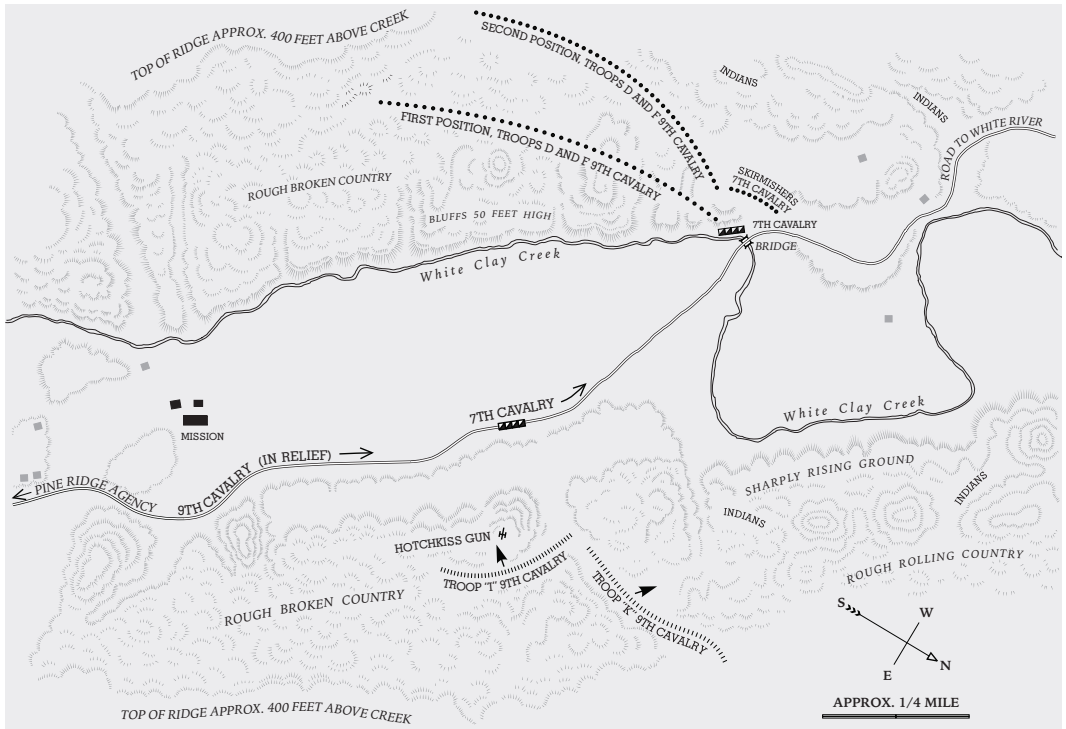 TOP OF RIDGE APPROX. 400 FEET ABOVE CREEK
SECOND POSITION, TROOPS D AND F 9TH CAVALRY
INDIANS
INDIANS
FIRST POSITION, TROOPS D AND F 9TH CAVALRY
ROAD TO WHITE RIVER
ROUGH BROKEN COUNTRY
SKIRMISHERS
7TH CAVALRY
BLUFFS 50 FEET HIGH
7TH CAVALRY
BRIDGE
White Clay Creek
7TH CAVALRY
White Clay Creek
MISSION
9TH CAVALRY (IN RELIEF)
PINE RIDGE AGENCY
SHARPLY RISING GROUND
INDIANS
INDIANS
HOTCHKISS GUN
TROOP "I" 9TH CAVALRY
TROOP "K" 9TH CAVALRY
ROUGH ROLLING COUNTRY
ROUGH BROKEN COUNTRY
S
W
N
E
APPROX. 1/4 MILE
TOP OF RIDGE APPROX. 400 FEET ABOVE CREEK